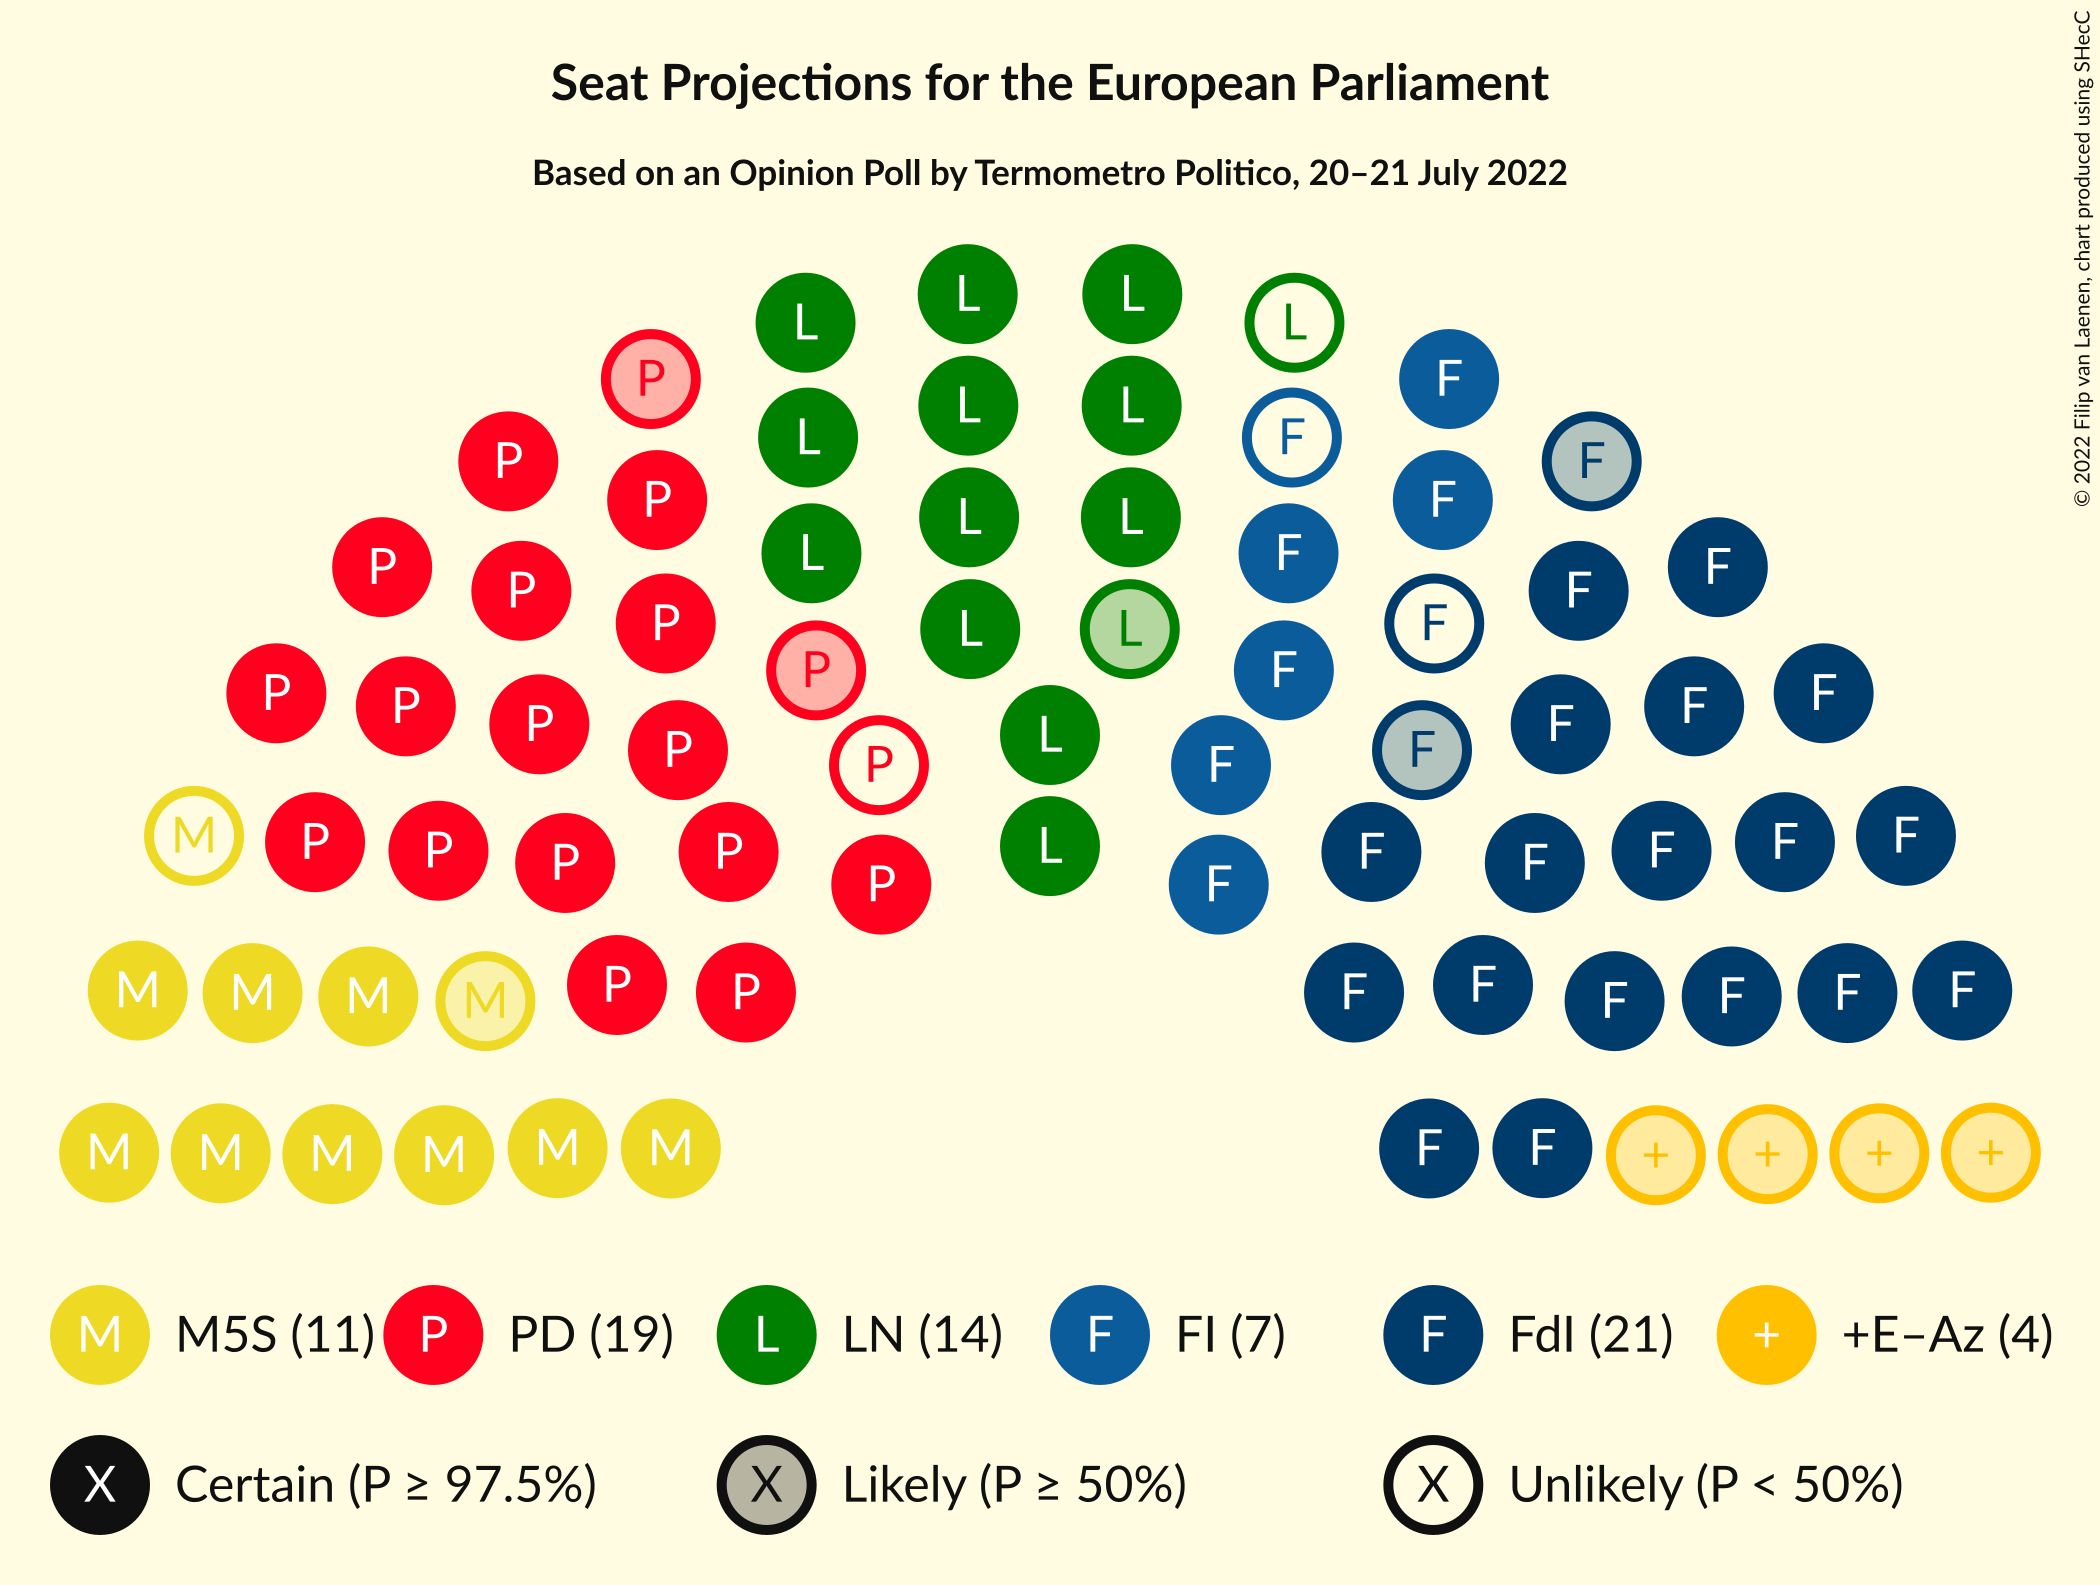 Seat Projections for the European Parliament
Based on an Opinion Poll by Termometro Politico, 20–21 July 2022
© 2022 Filip van Laenen, chart produced using SHecC
L L
L L
P F
L L
L F
P F
P F
L L
P F
L F
P F
P F
L P F F
P P F F
P P F F
P P F F
L
P F
M P P P P P L F F F F F F
P F
M M M M P P F F F F F F
M M M M M M F F + + + +
M M5S (11) P PD (19) L LN (14) F FI (7) F FdI (21) + +E–Az (4)
X Certain (P ≥ 97.5%) X Likely (P ≥ 50%) X Unlikely (P < 50%)